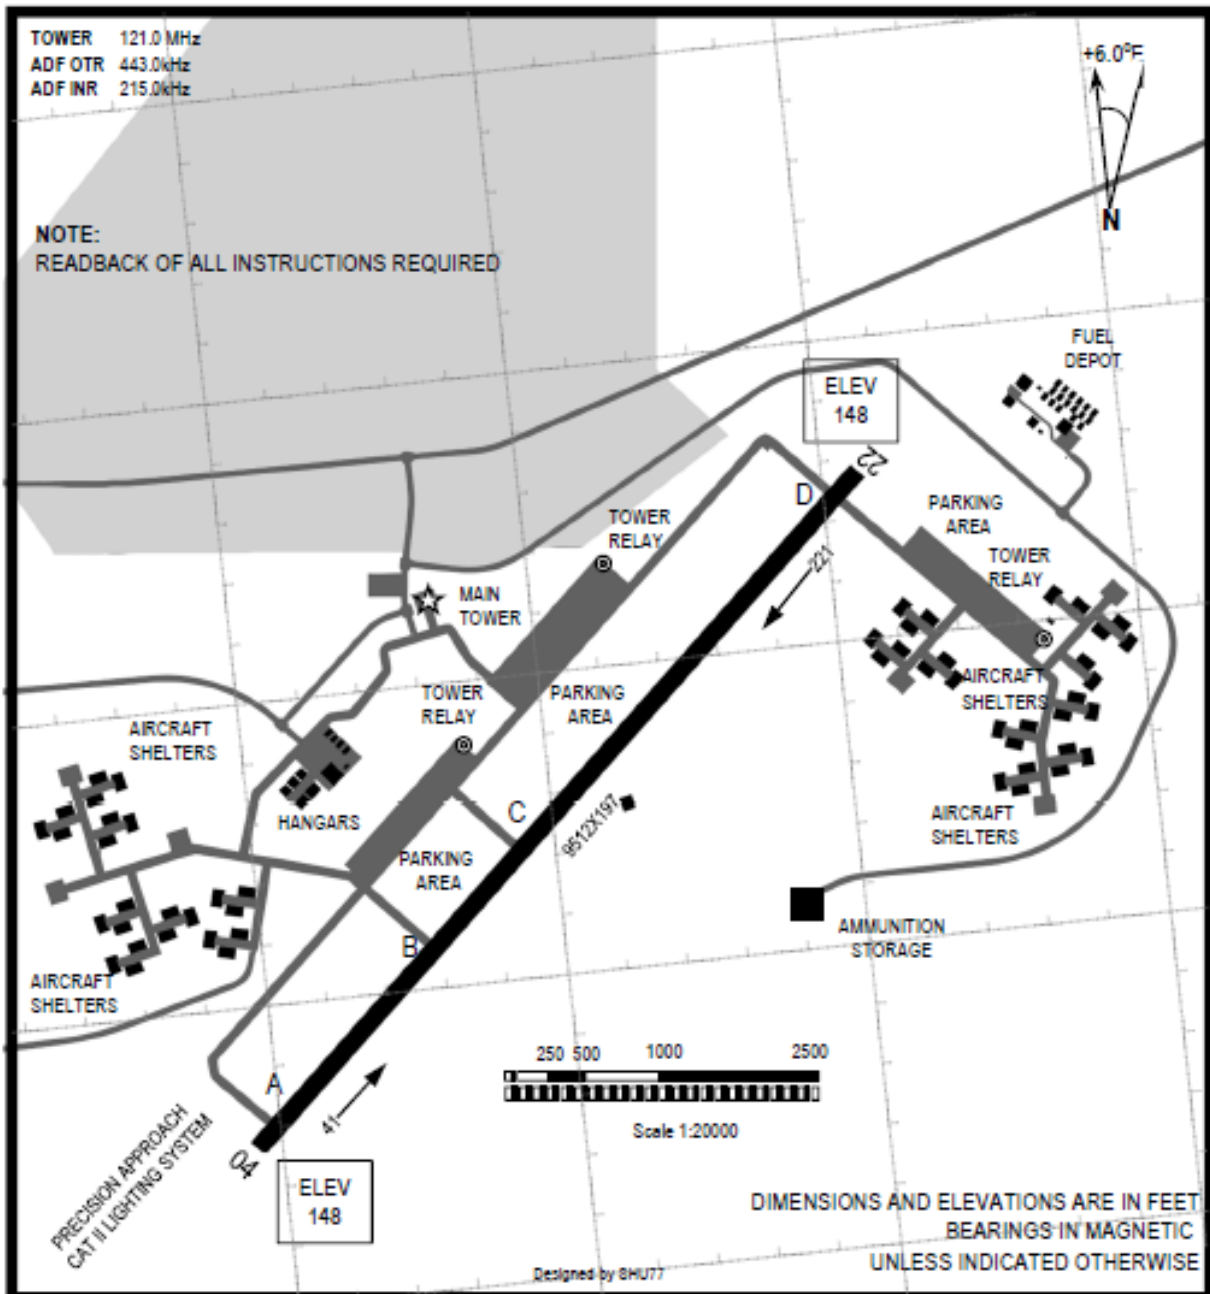 TOWER 121.0 MHz
ADF OTR 443.0kHz
ADF INR 215.0kHz
+6.0°E
N
NOTE:
READBACK OF ALL INSTRUCTIONS REQUIRED
FUEL
DEPOT
ELEV
148
22
D
PARKING
AREA
TOWER
RELAY
TOWER
RELAY
221
MAIN
TOWER
AIRCRAFT
SHELTERS
TOWER
RELAY
PARKING
AREA
AIRCRAFT
SHELTERS
C
9512X197
HANGARS
AIRCRAFT
SHELTERS
PARKING
AREA
B
AMMUNITION
STORAGE
AIRCRAFT
SHELTERS
A
41
04
250 500 1000 2500
Scale 1:20000
PRECISION APPROACH
CAT II LIGHTING SYSTEM
ELEV
148
DIMENSIONS AND ELEVATIONS ARE IN FEET
BEARINGS IN MAGNETIC
UNLESS INDICATED OTHERWISE
Designed by SHU77